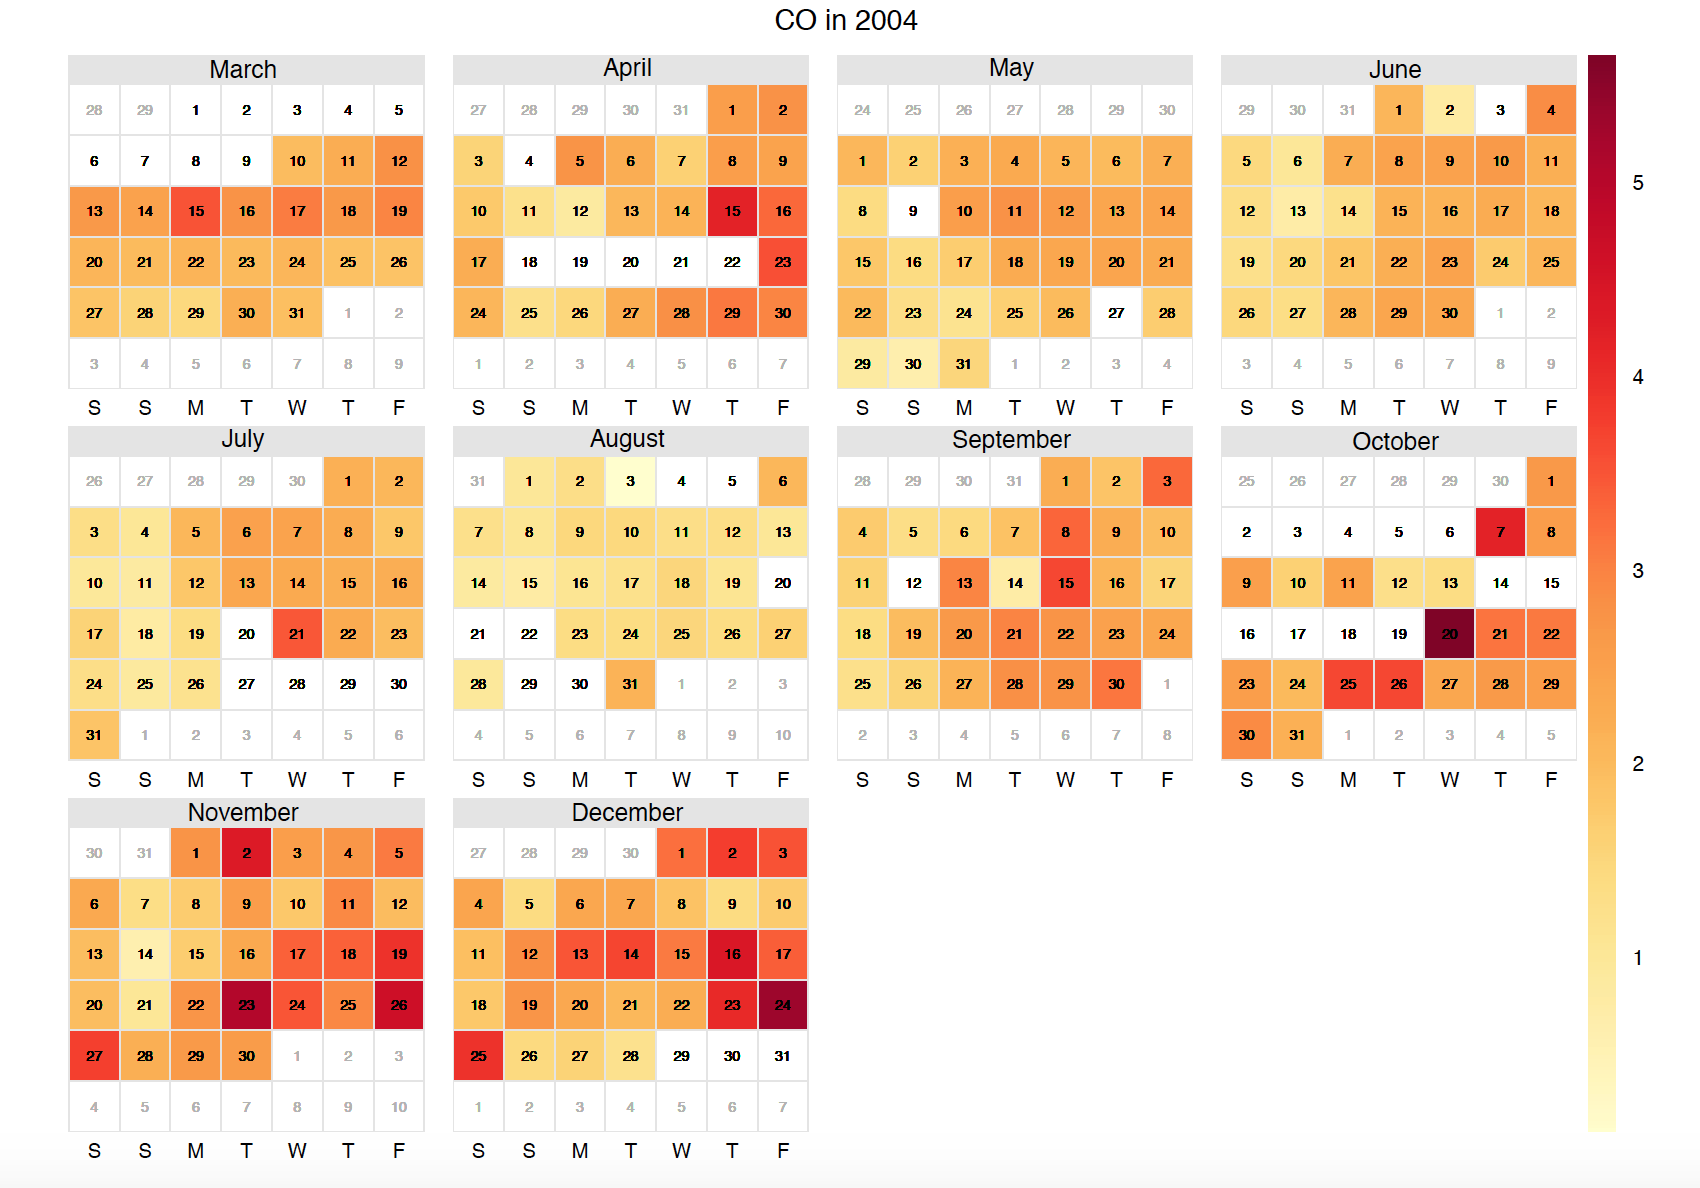 CO in 2004
March April May June
28 29 1 2 3 4 5 27 28 29 30 31 1 2 24 25 26 27 28 29 30 29 30 31 1 2 3 4
6 7 8 9 10 11 12 3 4 5 6 7 8 9 1 2 3 4 5 6 7 5 6 7 8 9 10 11
13 14 15 16 17 18 19 10 11 12 13 14 15 16 8 9 10 11 12 13 14 12 13 14 15 16 17 18
5
20 21 22 23 24 25 26 17 18 19 20 21 22 23 15 16 17 18 19 20 21 19 20 21 22 23 24 25
27 28 29 30 31 1 2 24 25 26 27 28 29 30 22 23 24 25 26 27 28 26 27 28 29 30 1 2
3 4 5 6 7 8 9 1 2 3 4 5 6 7 29 30 31 1 2 3 4 3 4 5 6 7 8 9
4
S S M T W T F S S M T W T F S S M T W T F S S M T W T F
July August September October
26 27 28 29 30 1 2 31 1 2 3 4 5 6 28 29 30 31 1 2 3 25 26 27 28 29 30 1
3 4 5 6 7 8 9 7 8 9 10 11 12 13 4 5 6 7 8 9 10 2 3 4 5 6 7 8
3
10 11 12 13 14 15 16 14 15 16 17 18 19 20 11 12 13 14 15 16 17 9 10 11 12 13 14 15
17 18 19 20 21 22 23 21 22 23 24 25 26 27 18 19 20 21 22 23 24 16 17 18 19 20 21 22
24 25 26 27 28 29 30 28 29 30 31 1 2 3 25 26 27 28 29 30 1 23 24 25 26 27 28 29
31 1 2 3 4 5 6 4 5 6 7 8 9 10 2 3 4 5 6 7 8 30 31 1 2 3 4 5
2
S S M T W T F S S M T W T F S S M T W T F S S M T W T F
November December
30 31 1 2 3 4 5 27 28 29 30 1 2 3
6 7 8 9 10 11 12 4 5 6 7 8 9 10
13 14 15 16 17 18 19 11 12 13 14 15 16 17
1
20 21 22 23 24 25 26 18 19 20 21 22 23 24
27 28 29 30 1 2 3 25 26 27 28 29 30 31
4 5 6 7 8 9 10 1 2 3 4 5 6 7
S S M T W T F S S M T W T F